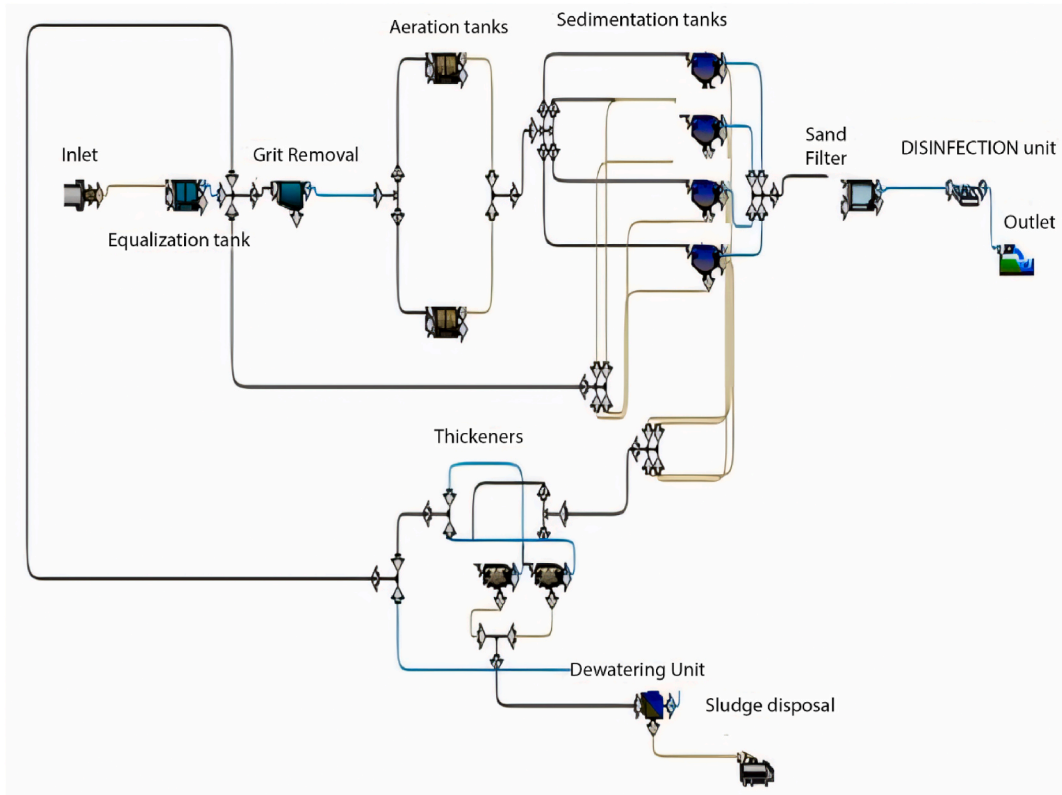 Aeration tanks
Sedimentation tanks
Inlet
Grit Removal
Sand
Filter
DISINFECTION unit
Equalization tank
Outlet
Thickeners
Dewatering Unit
Sludge disposal